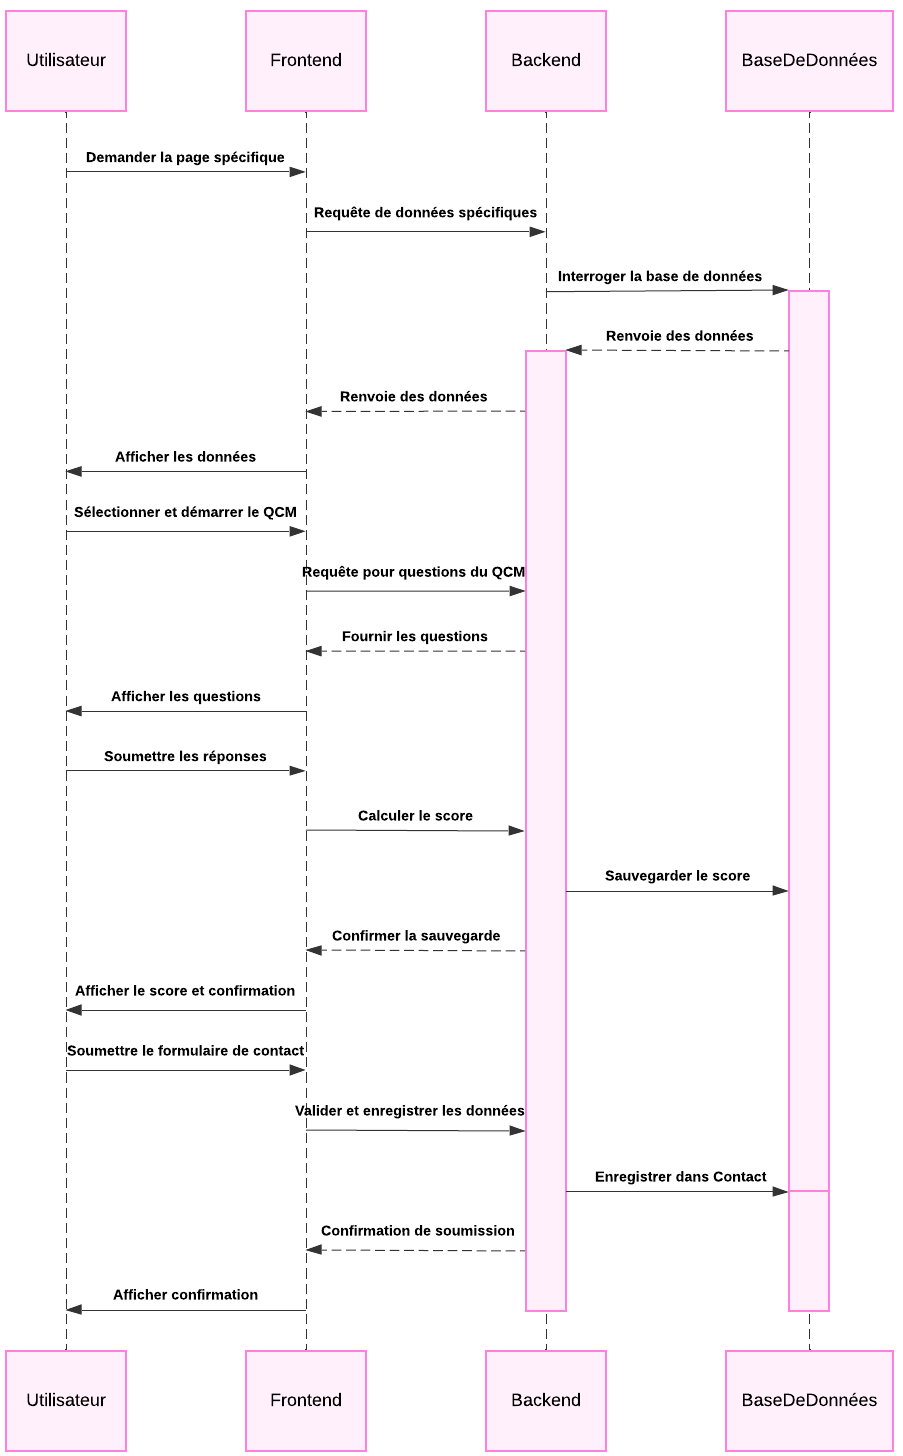 Utilisateur
Frontend
Backend
BaseDeDonnées
Demander la page spécifique
Requête de données spécifiques
Interroger la base de données
Renvoie des données
Renvoie des données
Afficher les données
Sélectionner et démarrer le QCM
Requête pour questions du QCM
Fournir les questions
Afficher les questions
Soumettre les réponses
Calculer le score
Sauvegarder le score
Confirmer la sauvegarde
Afficher le score et confirmation
Soumettre le formulaire de contact
Valider et enregistrer les données
Enregistrer dans Contact
Confirmation de soumission
Afficher confirmation
Utilisateur
Frontend
Backend
BaseDeDonnées